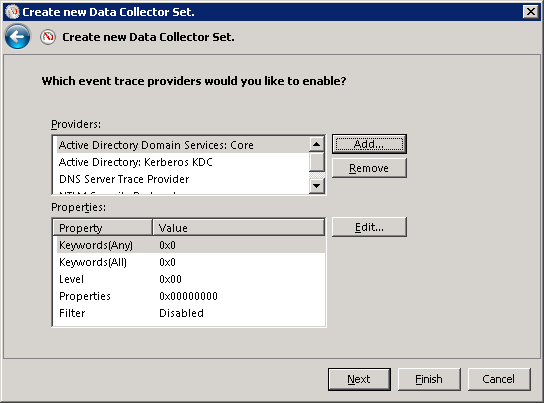 Create new Data Collector Set.
Create new Data Collector Set.
Which event trace providers would you like to enable?
Providers:
Active Directory Domain Services: Core
Active Directory: Kerberos KDC
DNS Server Trace Provider
Add...
Remove
Properties:
Property Value
Keywords(Any) 0x0
Keywords(All) 0x0
Level 0x00
Properties 0x00000000
Filter Disabled
Edit...
Next Finish Cancel